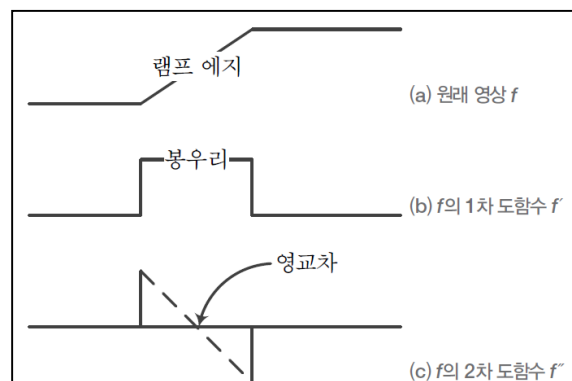 램프 에지
(a) 원래 영상 f
봉우리
(b) f의 1차 도함수 f′
영교차
(c) f의 2차 도함수 f″